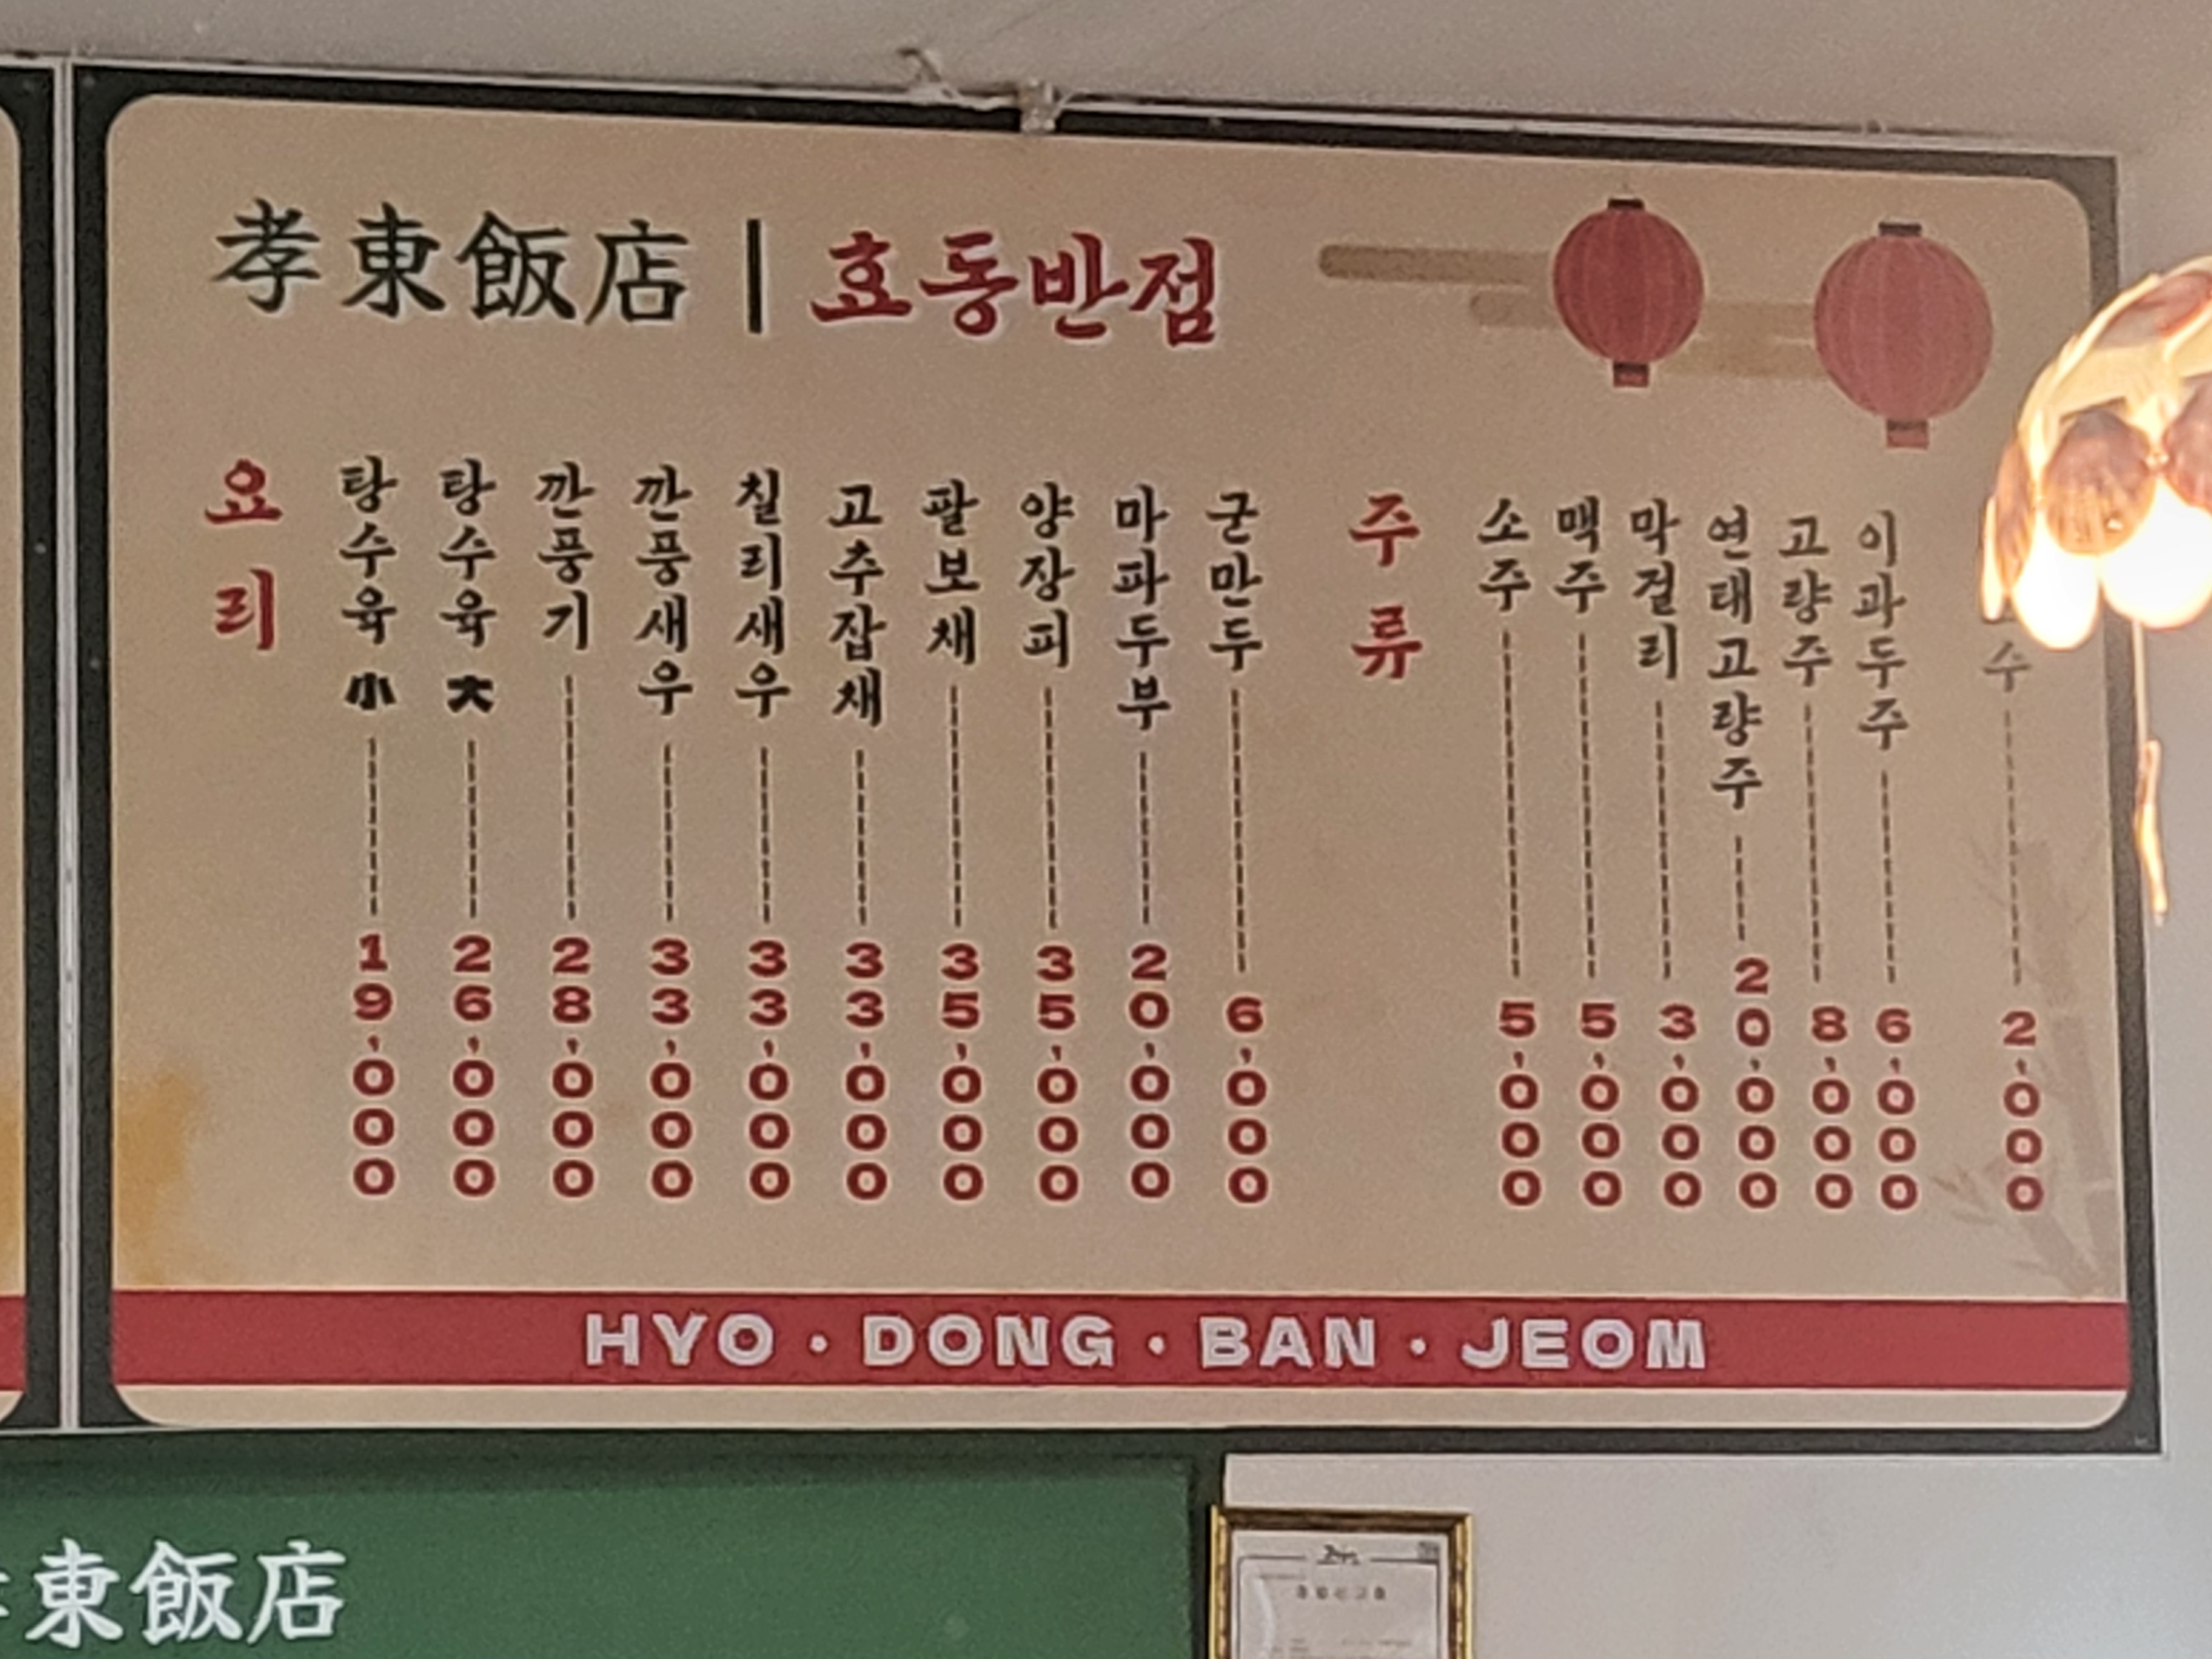 孝東飯店 | 효동반점
요리
탕수육 小 19,000
탕수육 大 26,000
깐풍기 28,000
깐풍새우 33,000
칠리새우 33,000
고추잡채 33,000
팔보채 35,000
양장피 35,000
마파두부 20,000
군만두 6,000
주류
소주 5,000
맥주 5,000
막걸리 3,000
연태고량주 20,000
고량주 8,000
이과두주 6,000
수 2,000
HYO · DONG · BAN · JEOM
東飯店